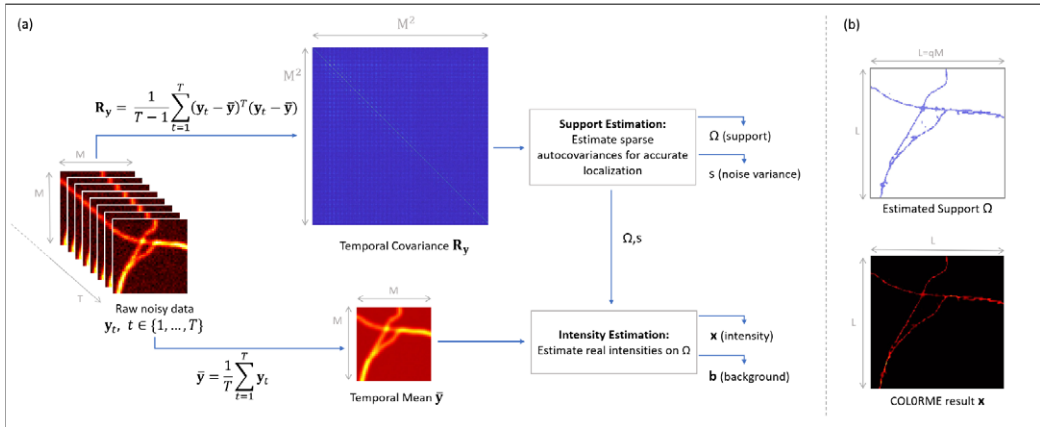 (a)
M²
M²
R_y = 1/(T − 1) ∑_{t=1}^{T} (y_t − ȳ)^T (y_t − ȳ)
M
M
T
Raw noisy data
y_t, t ∈ {1, … , T}
ȳ = 1/T ∑_{t=1}^{T} y_t
Temporal Covariance R_y
M
M
Temporal Mean ȳ
Support Estimation:
Estimate sparse
autocovariances for accurate
localization
Ω (support)
s (noise variance)
Ω,s
Intensity Estimation:
Estimate real intensities on Ω
x (intensity)
b (background)
(b)
L=qM
L
Estimated Support Ω
L
L
COL0RME result x